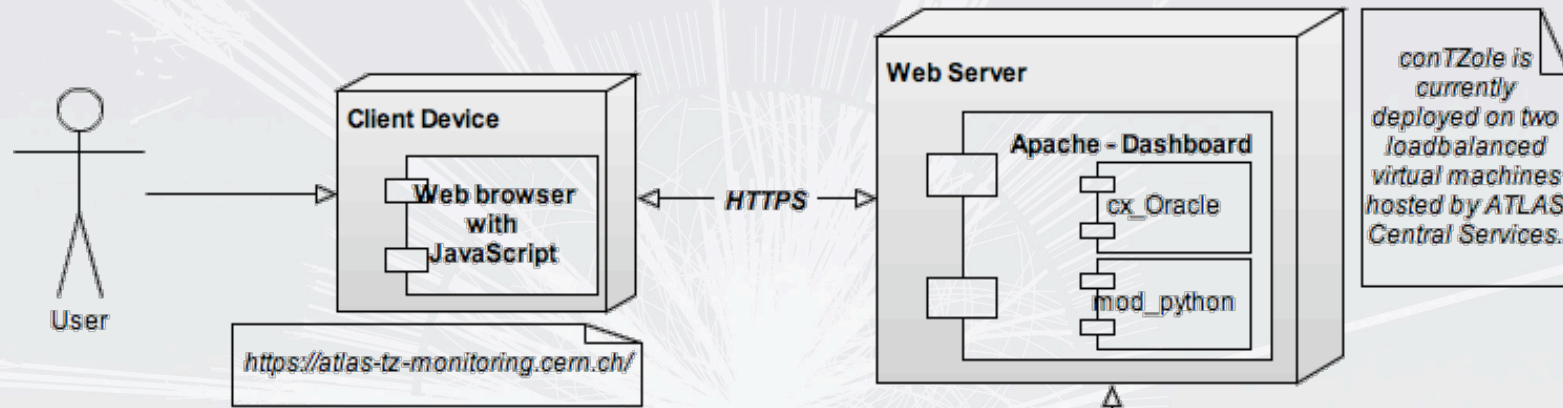 User
Client Device
Web browser
with
JavaScript
https://atlas-tz-monitoring.cern.ch/
HTTPS
Web Server
Apache - Dashboard
cx_Oracle
mod_python
conTZole is
currently
deployed on two
loadbalanced
virtual machines
hosted by ATLAS
Central Services.